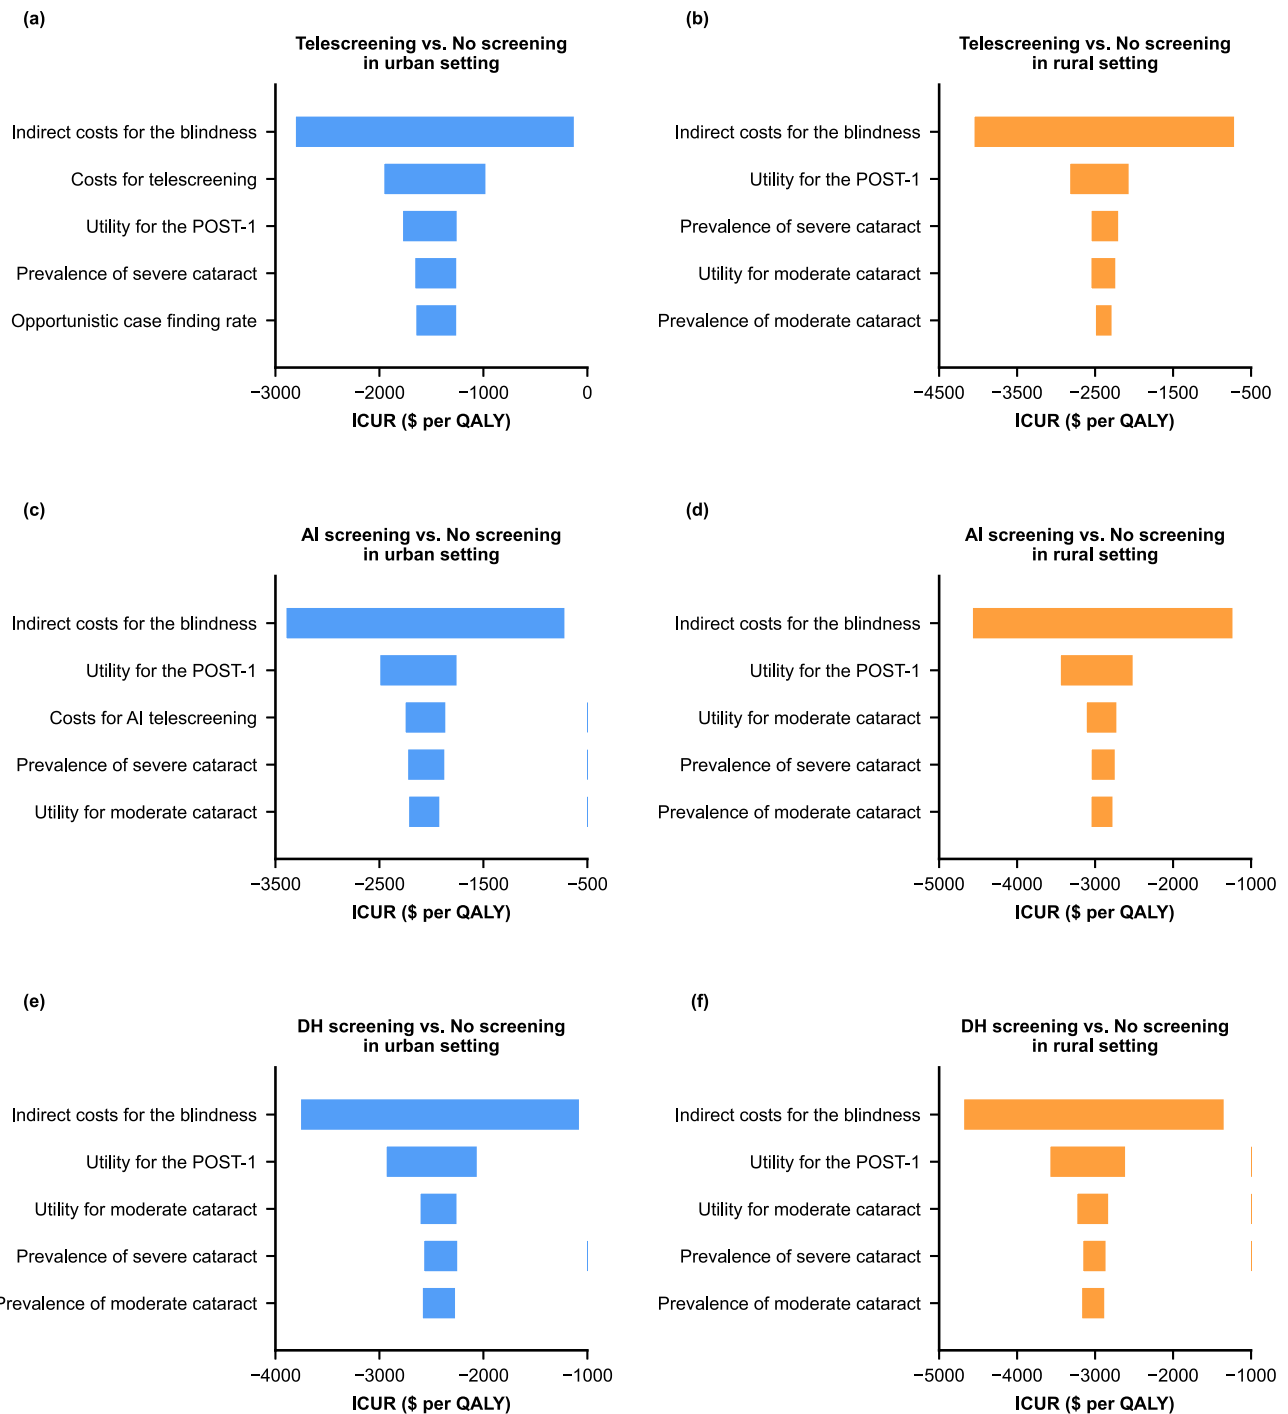 (a)
Telescreening vs. No screening
in urban setting
Indirect costs for the blindness
Costs for telescreening
Utility for the POST-1
Prevalence of severe cataract
Opportunistic case finding rate
−3000 −2000 −1000 0
ICUR ($ per QALY)
(b)
Telescreening vs. No screening
in rural setting
Indirect costs for the blindness
Utility for the POST-1
Prevalence of severe cataract
Utility for moderate cataract
Prevalence of moderate cataract
−4500 −3500 −2500 −1500 −500
ICUR ($ per QALY)
(c)
AI screening vs. No screening
in urban setting
Indirect costs for the blindness
Utility for the POST-1
Costs for AI telescreening
Prevalence of severe cataract
Utility for moderate cataract
−3500 −2500 −1500 −500
ICUR ($ per QALY)
(d)
AI screening vs. No screening
in rural setting
Indirect costs for the blindness
Utility for the POST-1
Utility for moderate cataract
Prevalence of severe cataract
Prevalence of moderate cataract
−5000 −4000 −3000 −2000 −1000
ICUR ($ per QALY)
(e)
DH screening vs. No screening
in urban setting
Indirect costs for the blindness
Utility for the POST-1
Utility for moderate cataract
Prevalence of severe cataract
Prevalence of moderate cataract
−4000 −3000 −2000 −1000
ICUR ($ per QALY)
(f)
DH screening vs. No screening
in rural setting
Indirect costs for the blindness
Utility for the POST-1
Utility for moderate cataract
Prevalence of severe cataract
Prevalence of moderate cataract
−5000 −4000 −3000 −2000 −1000
ICUR ($ per QALY)